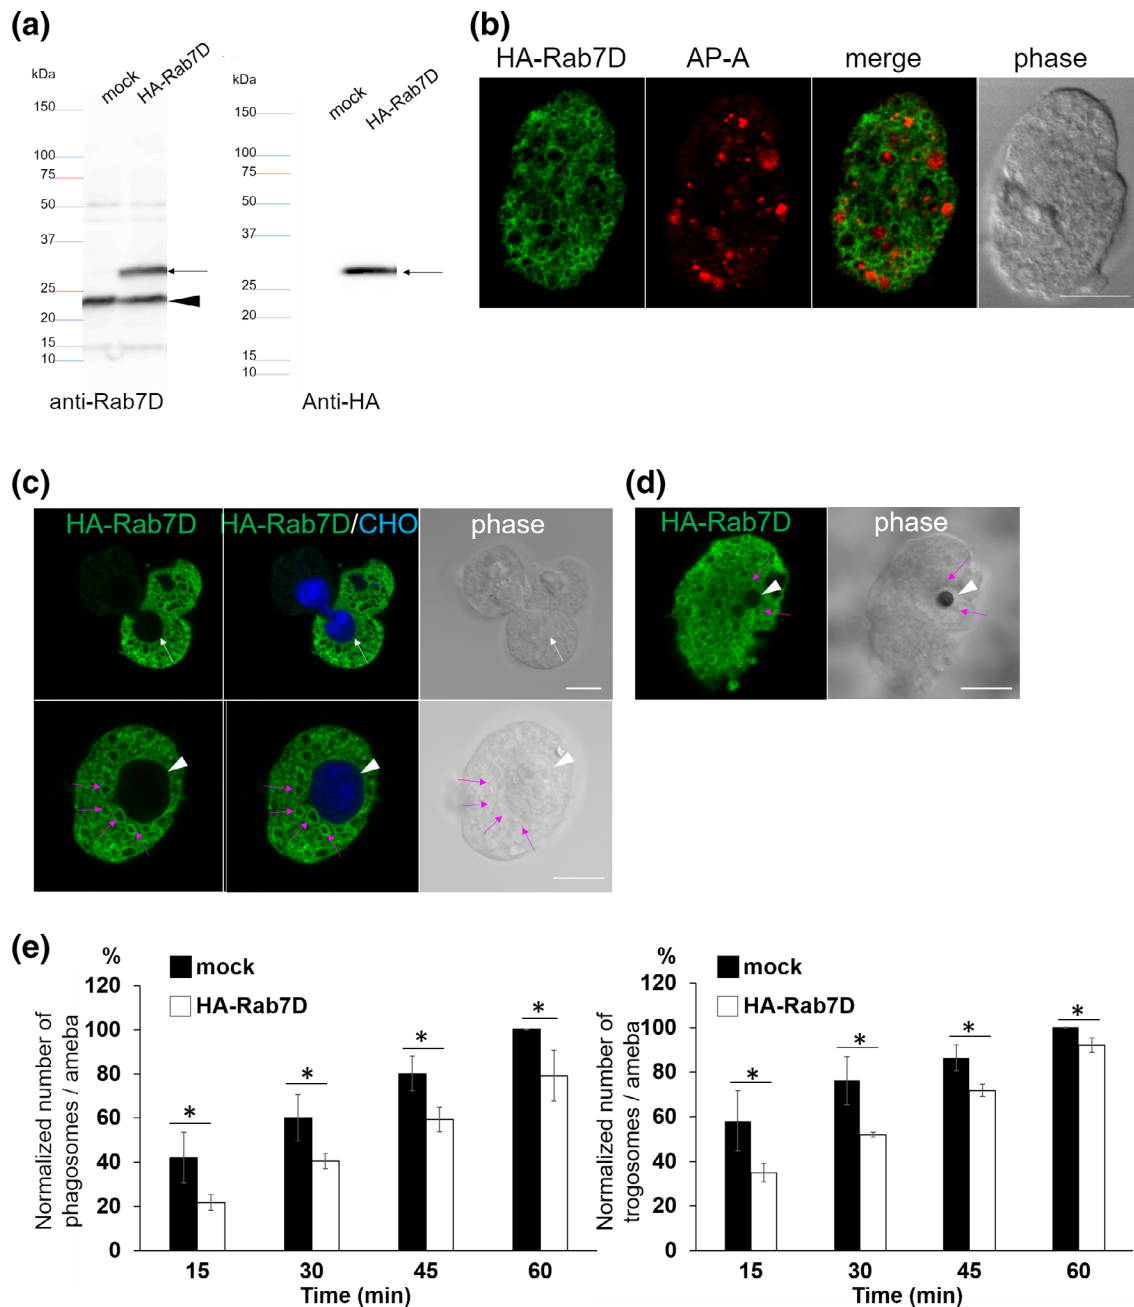 (a)
kDa
mock
HA-Rab7D
150
100
75
50
37
25
20
15
10
anti-Rab7D
kDa
mock
HA-Rab7D
150
100
75
50
37
25
20
15
10
Anti-HA
(b)
HA-Rab7D AP-A merge phase
(c)
HA-Rab7D HA-Rab7D/CHO phase
(d)
HA-Rab7D phase
(e)
%
mock
HA-Rab7D
Normalized number of
phagosomes / ameba
120
100
80
60
40
20
0
* * * *
15 30 45 60
Time (min)
%
mock
HA-Rab7D
Normalized number of
trogosomes / ameba
120
100
80
60
40
20
0
* * * *
15 30 45 60
Time (min)